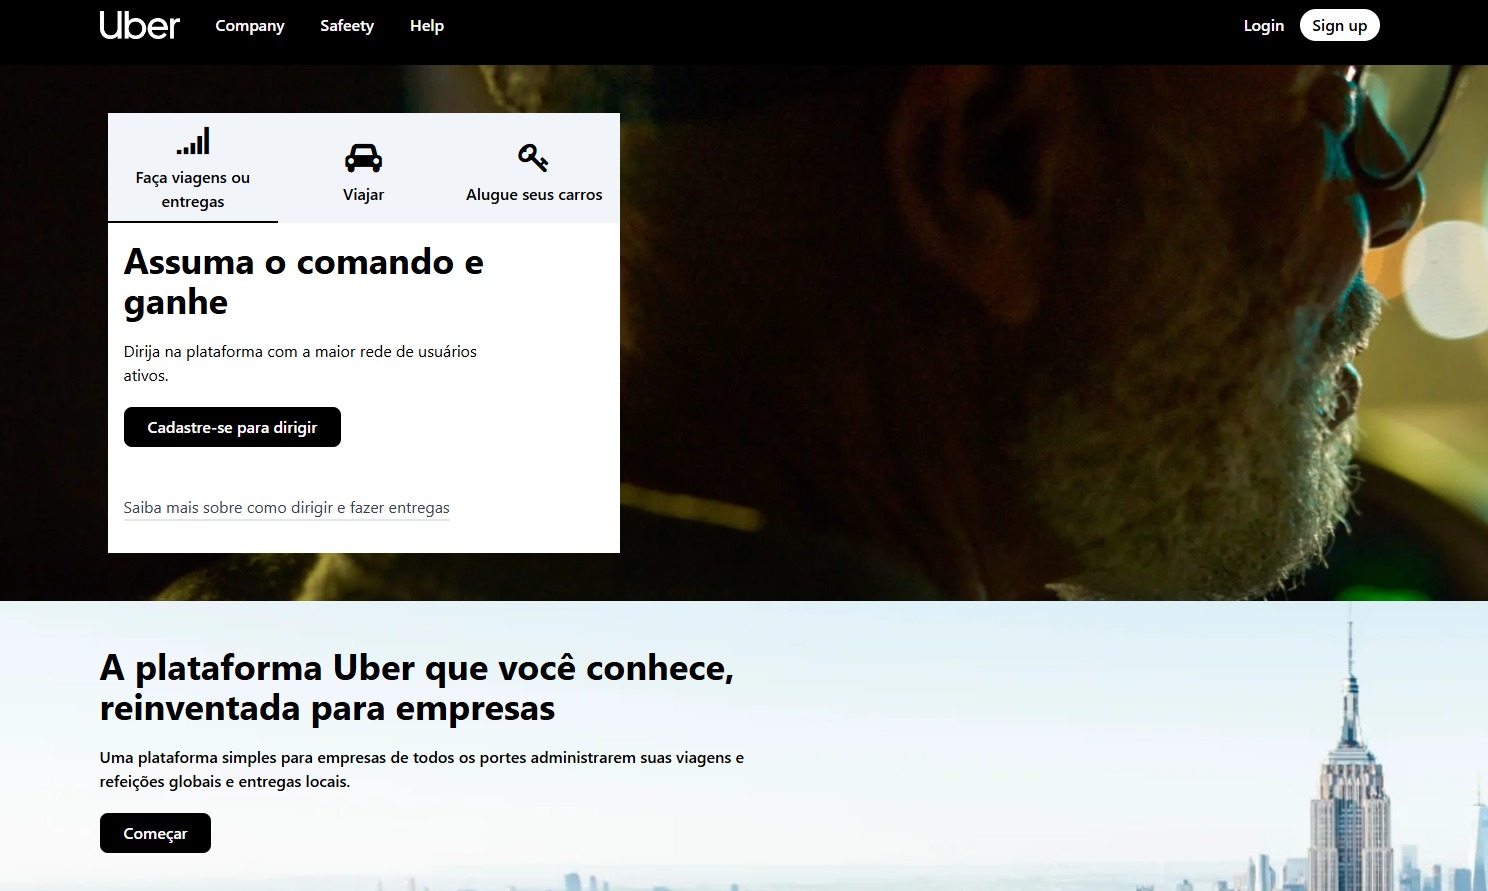 Uber
Company
Safeety
Help
Login
Sign up
Faça viagens ou
entregas
Viajar
Alugue seus carros
Assuma o comando e
ganhe
Dirija na plataforma com a maior rede de usuários
ativos.
Cadastre-se para dirigir
Saiba mais sobre como dirigir e fazer entregas
A plataforma Uber que você conhece,
reinventada para empresas
Uma plataforma simples para empresas de todos os portes administrarem suas viagens e
refeições globais e entregas locais.
Começar